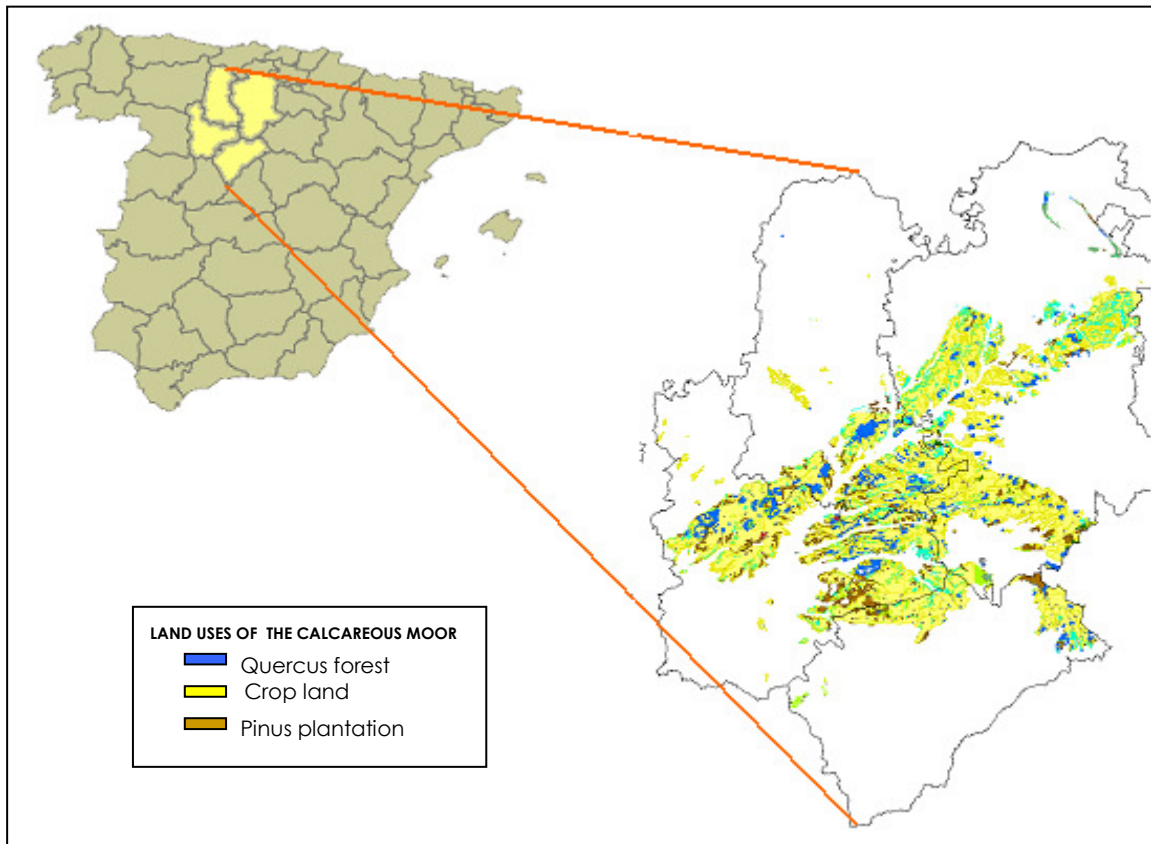 LAND USES OF THE CALCAREOUS MOOR
Quercus forest
Crop land
Pinus plantation